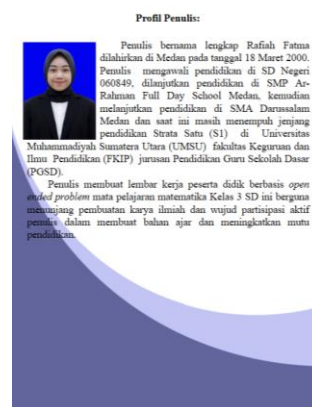 Profil Penulis:
Penulis bernama lengkap Rafiah Fatma
dilahirkan di Medan pada tanggal 18 Maret 2000.
Penulis mengawali pendidikan di SD Negeri
060849, dilanjutkan pendidikan di SMP Ar-
Rahman Full Day School Medan, kemudian
melanjutkan pendidikan di SMA Darussalam
Medan dan saat ini masih menempuh jenjang
pendidikan Strata Satu (S1) di Universitas
Muhammadiyah Sumatera Utara (UMSU) fakultas Keguruan dan
Ilmu Pendidikan (FKIP) jurusan Pendidikan Guru Sekolah Dasar
(PGSD).
Penulis membuat lembar kerja peserta didik berbasis open
ended problem mata pelajaran matematika Kelas 3 SD ini berguna
menunjang pembuatan karya ilmiah dan wujud partisipasi aktif
penulis dalam membuat bahan ajar dan meningkatkan mutu
pendidikan.